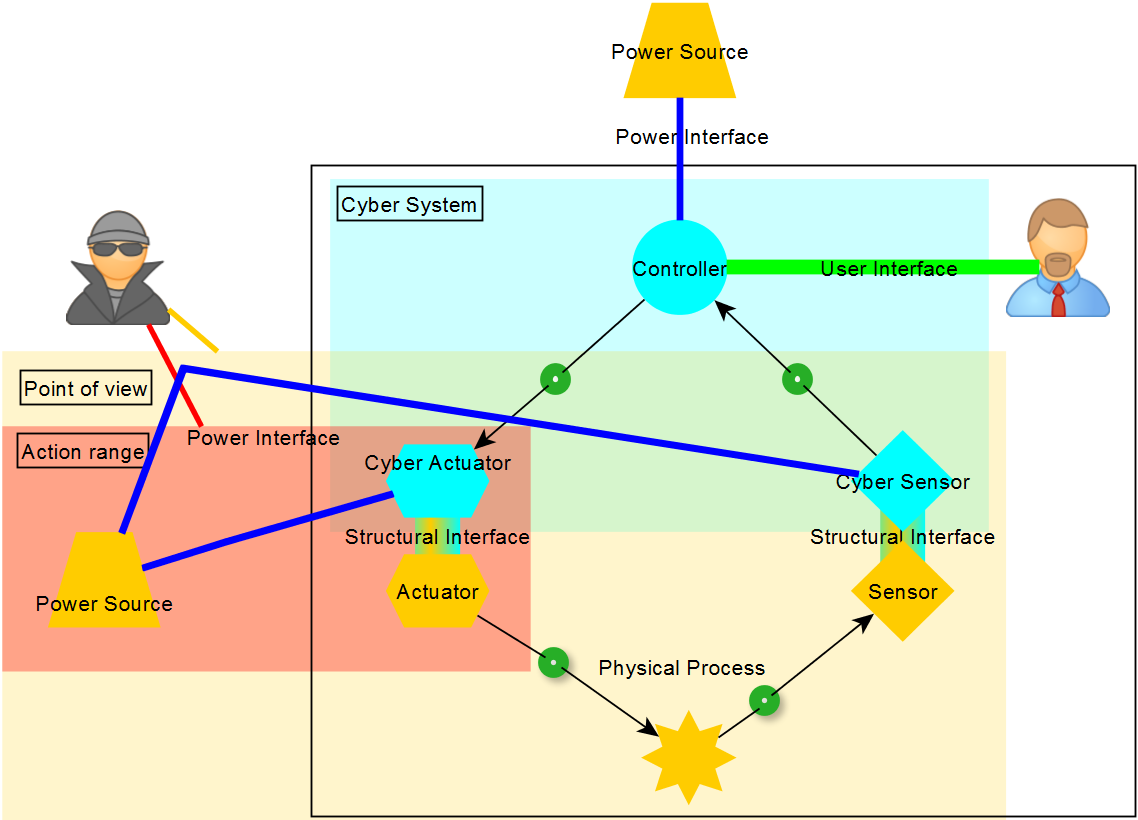 Power Source
Power Interface
Cyber System
Controller
User Interface
Point of view
Power Interface
Action range
Cyber Actuator
Cyber Sensor
Structural Interface
Structural Interface
Actuator
Sensor
Power Source
Physical Process